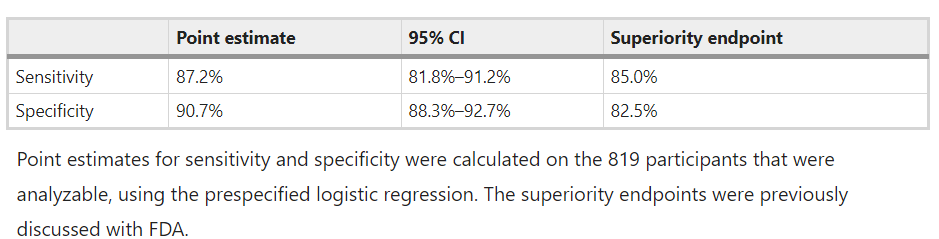 Point estimate 95% CI Superiority endpoint
Sensitivity 87.2% 81.8%–91.2% 85.0%
Specificity 90.7% 88.3%–92.7% 82.5%
Point estimates for sensitivity and specificity were calculated on the 819 participants that were
analyzable, using the prespecified logistic regression. The superiority endpoints were previously
discussed with FDA.